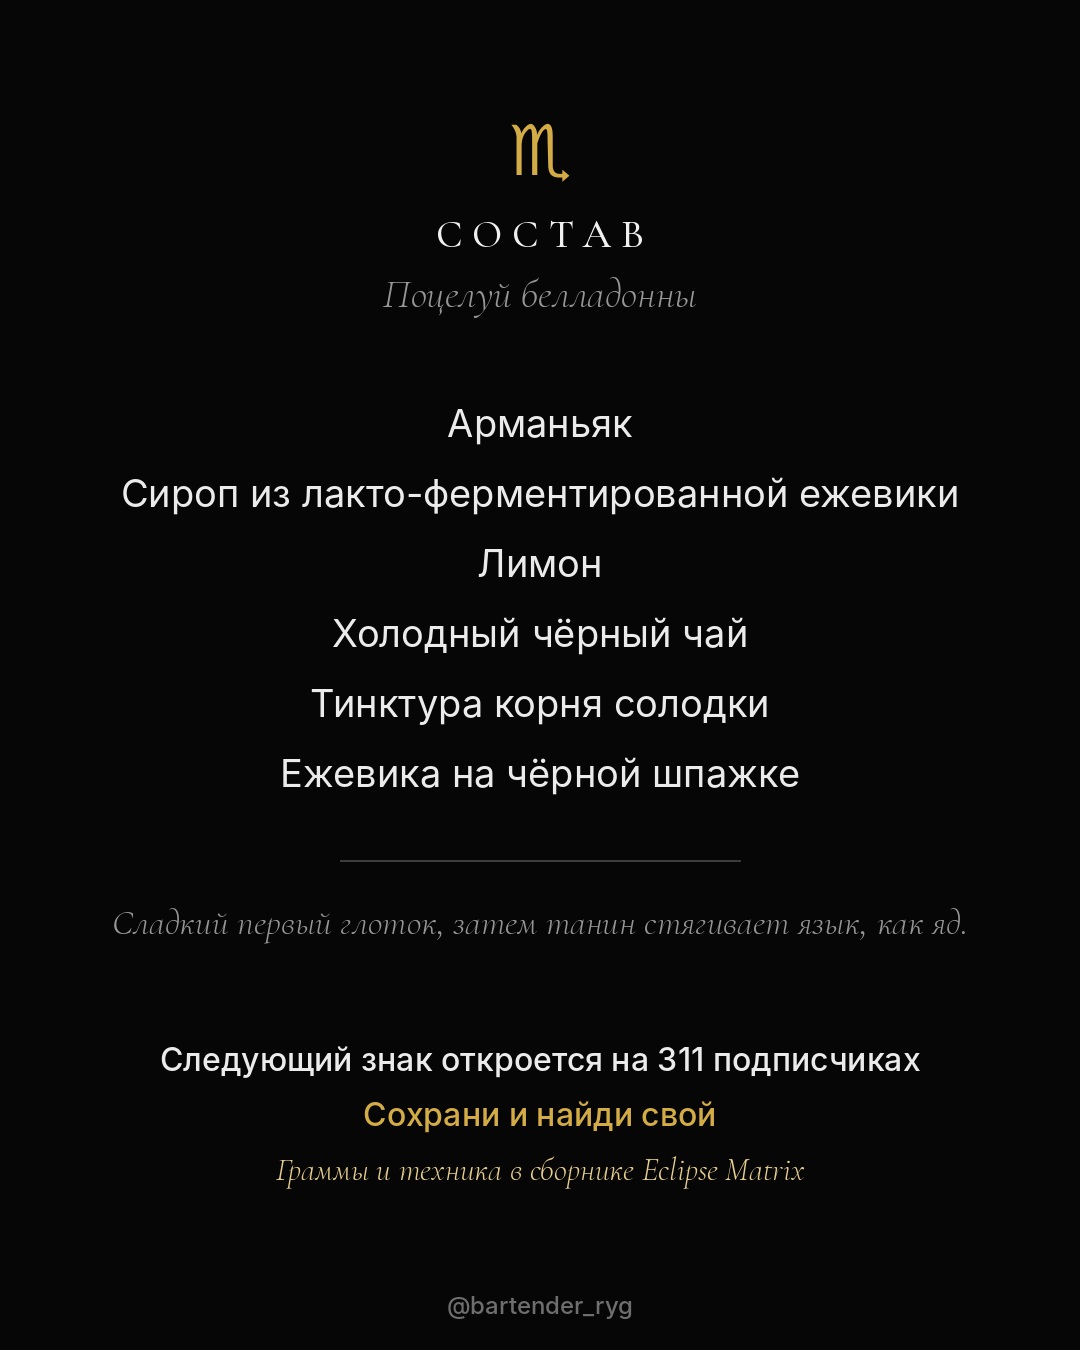 ♏
СОСТАВ
Поцелуй белладонны
Арманьяк
Сироп из лакто-ферментированной ежевики
Лимон
Холодный чёрный чай
Тинктура корня солодки
Ежевика на чёрной шпажке
Сладкий первый глоток, затем танин стягивает язык, как яд.
Следующий знак откроется на 311 подписчиках
Сохрани и найди свой
Граммы и техника в сборнике Eclipse Matrix
@bartender_ryg